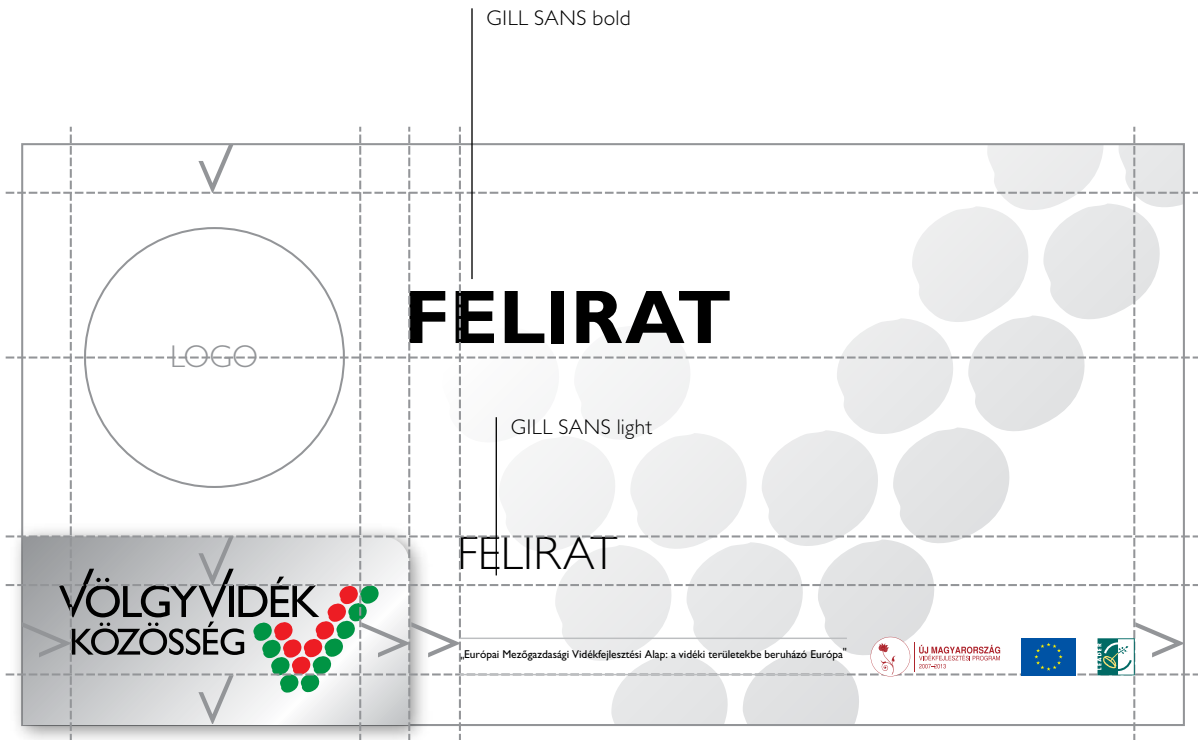 GILL SANS bold
FELIRAT
LOGO
GILL SANS light
FELIRAT
VÖLGYVIDÉK
KÖZÖSSÉG
„Európai Mezőgazdasági Vidékfejlesztési Alap: a vidéki területekbe beruházó Európa”
ÚJ MAGYARORSZÁG
VIDÉKFEJLESZTÉSI PROGRAM
2007–2013
LEADER